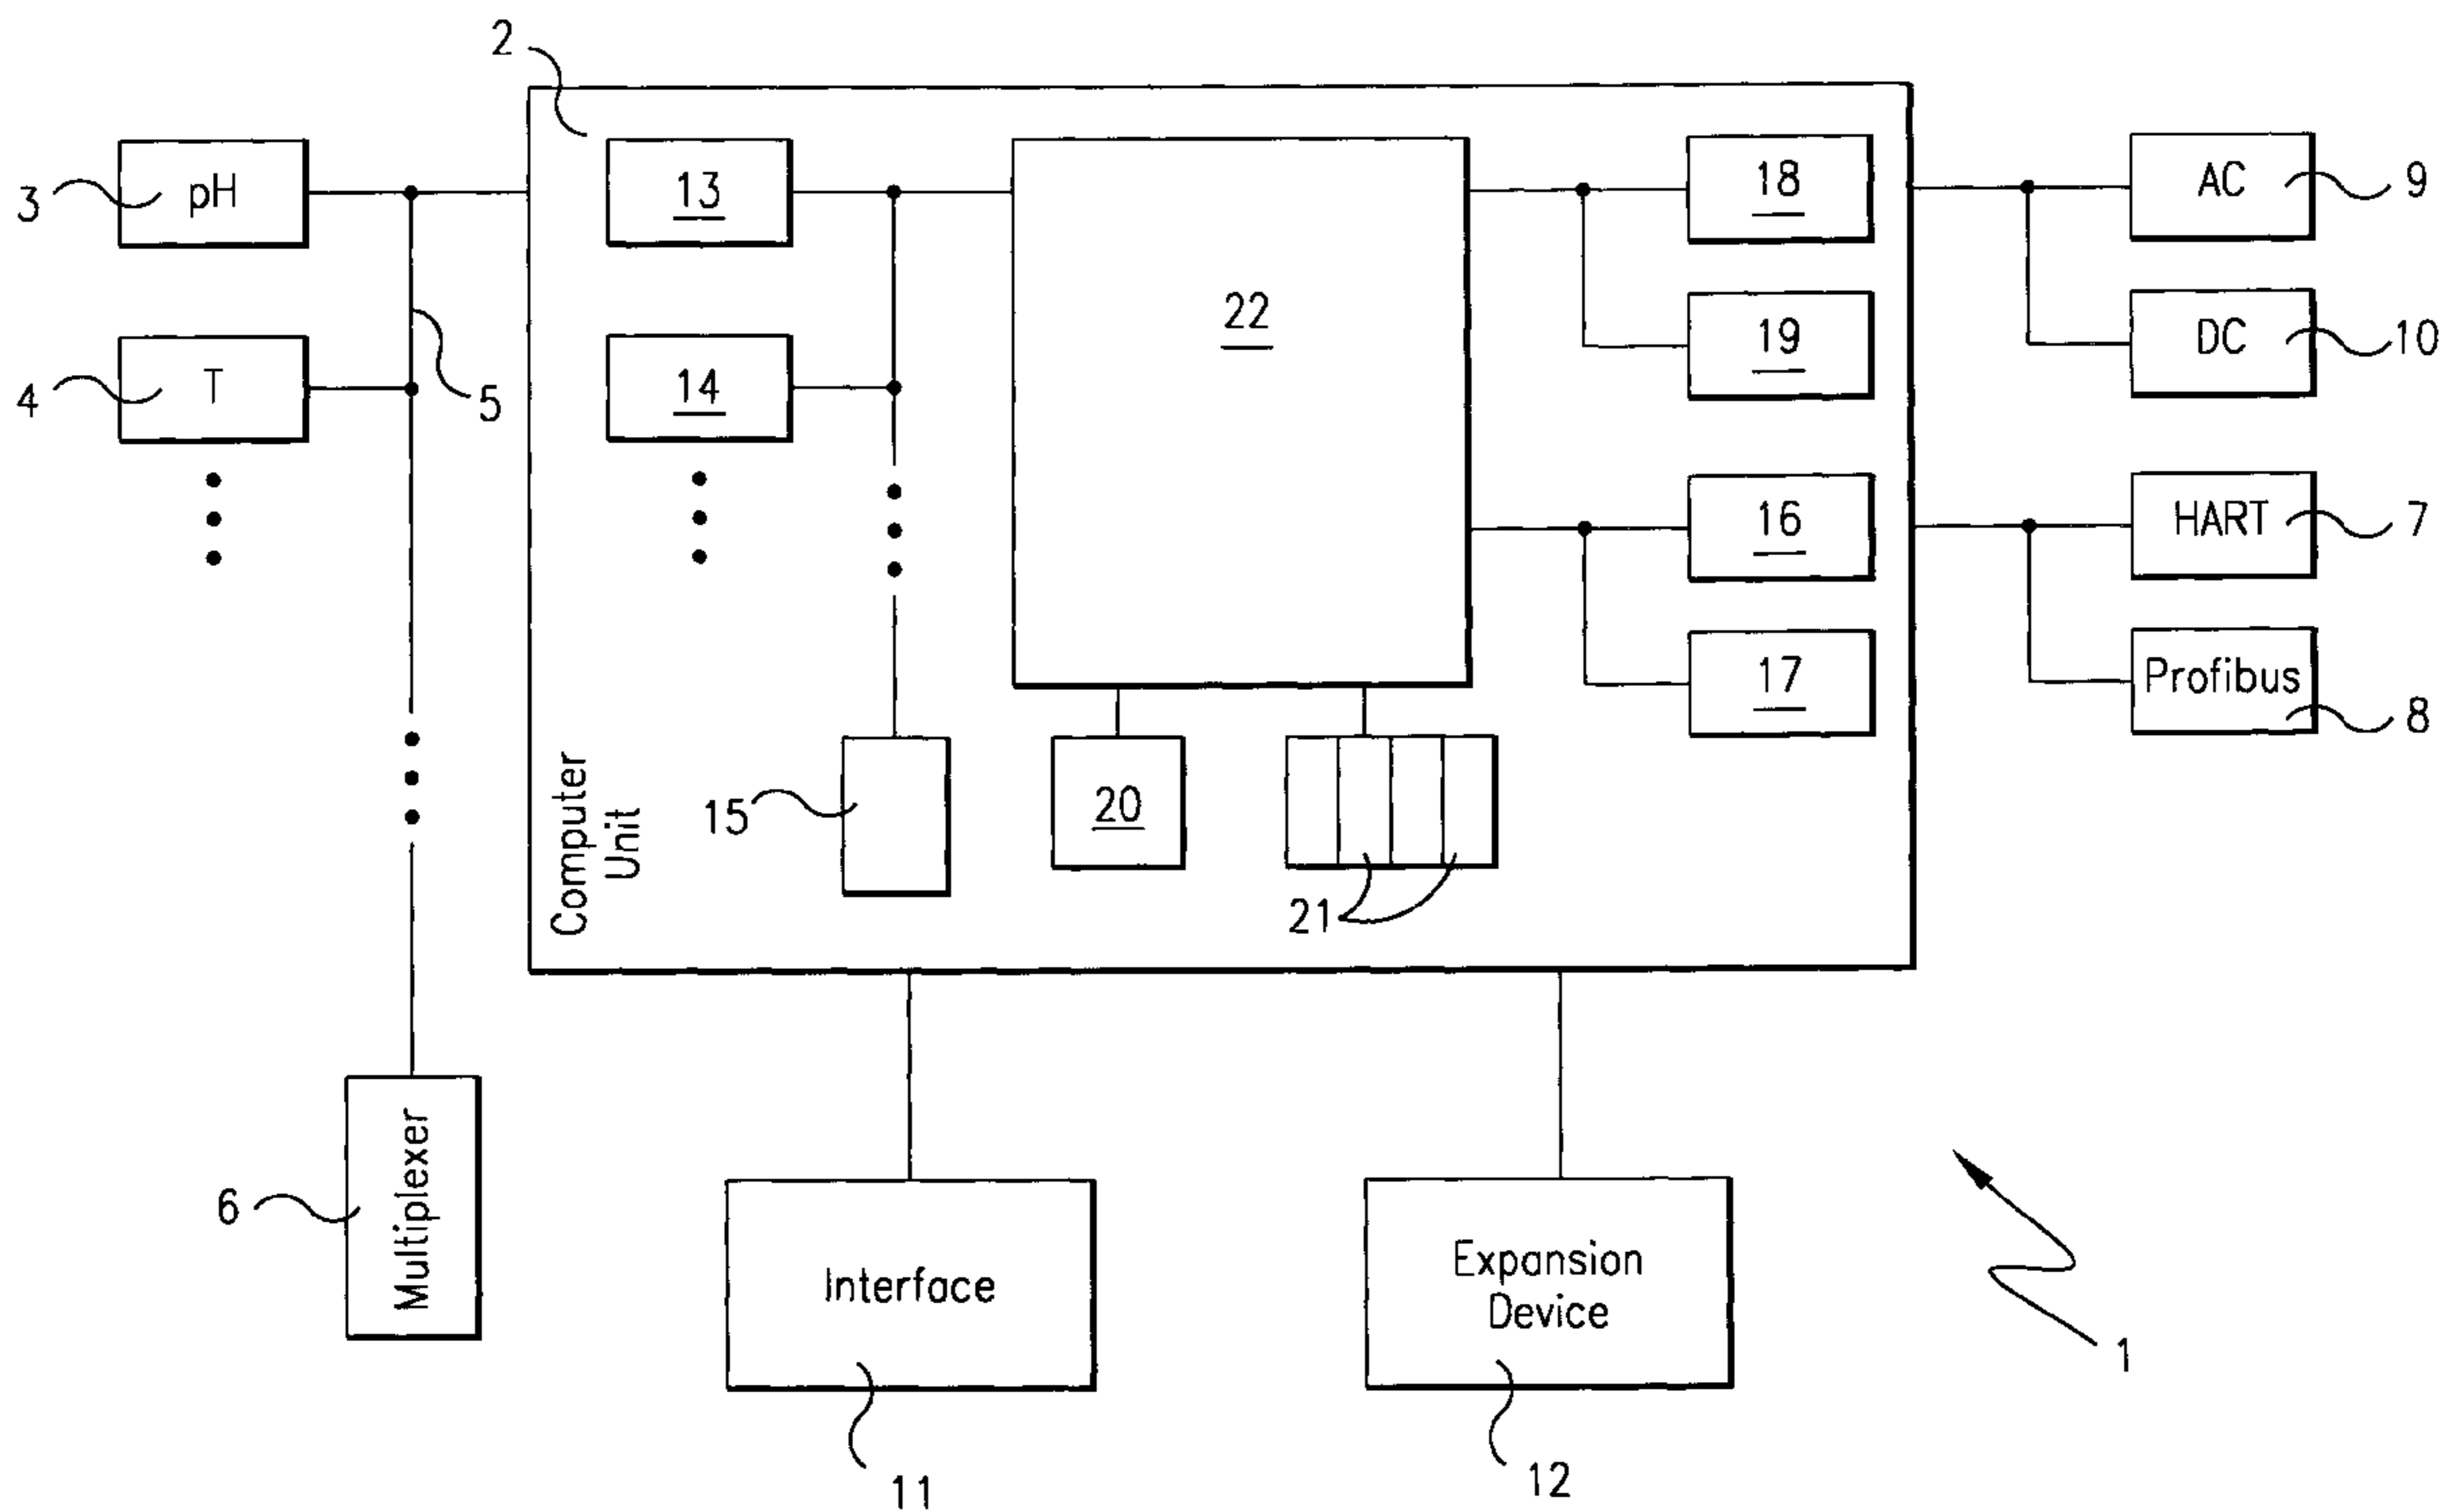 2
3
pH
13
18
AC
9
22
4
T
5
14
19
DC
10
16
HART
7
17
Profibus
8
Computer
Unit
15
20
21
6
Multiplexer
Interface
Expansion
Device
1
11
12